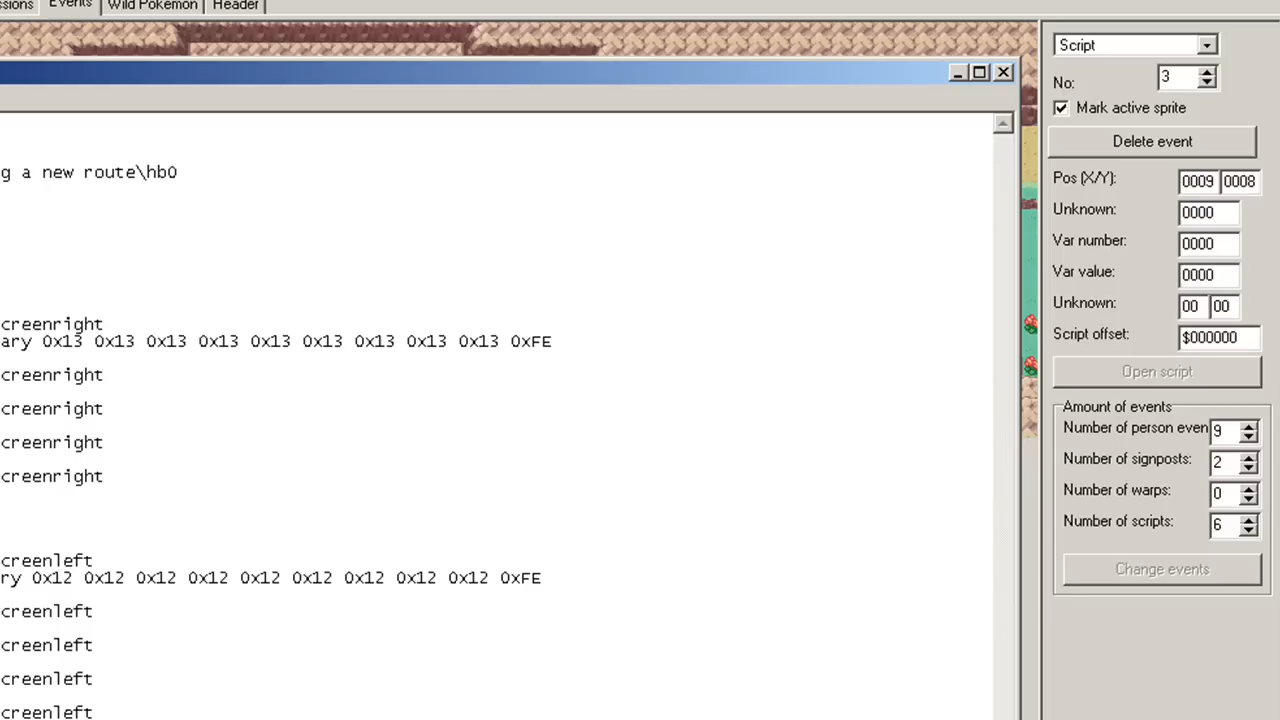 ssions Events Wild Pokemon Header
Script
No: 3
Mark active sprite
Delete event
Pos (X/Y): 0009 0008
Unknown: 0000
Var number: 0000
Var value: 0000
Unknown: 00 00
Script offset: $000000
Open script
Amount of events
Number of person even 9
Number of signposts: 2
Number of warps: 0
Number of scripts: 6
Change events
g a new route\hb0
creenright
ary 0x13 0x13 0x13 0x13 0x13 0x13 0x13 0x13 0x13 0xFE
creenright
creenright
creenright
creenright
creenleft
ry 0x12 0x12 0x12 0x12 0x12 0x12 0x12 0x12 0x12 0xFE
creenleft
creenleft
creenleft
creenleft